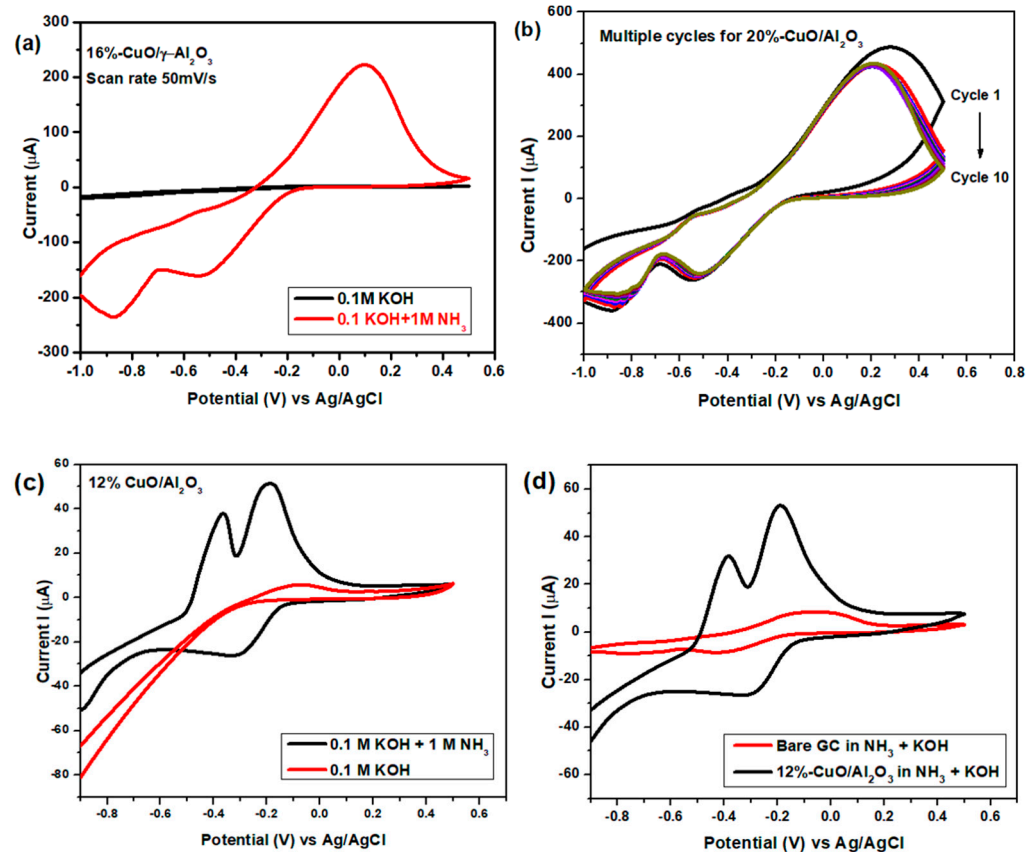 (a)
16%-CuO/γ–Al₂O₃
Scan rate 50mV/s
300
200
100
0
-100
-200
-300
Current (μA)
0.1M KOH
0.1 KOH+1M NH₃
-1.0 -0.8 -0.6 -0.4 -0.2 0.0 0.2 0.4 0.6
Potential (V) vs Ag/AgCl
(b)
Multiple cycles for 20%-CuO/Al₂O₃
600
400
200
0
-200
-400
Current (μA)
Cycle 1
Cycle 10
-1.0 -0.8 -0.6 -0.4 -0.2 0.0 0.2 0.4 0.6 0.8
Potential (V) vs Ag/AgCl
(c)
12% CuO/Al₂O₃
60
40
20
0
-20
-40
-60
-80
Current I (μA)
0.1 M KOH + 1 M NH₃
0.1 M KOH
-0.8 -0.6 -0.4 -0.2 0.0 0.2 0.4 0.6
Potential (V) vs Ag/AgCl
(d)
60
40
20
0
-20
-40
-60
Current I (μA)
Bare GC in NH₃ + KOH
12%-CuO/Al₂O₃ in NH₃ + KOH
-0.8 -0.6 -0.4 -0.2 0.0 0.2 0.4 0.6
Potential (V) vs Ag/AgCl